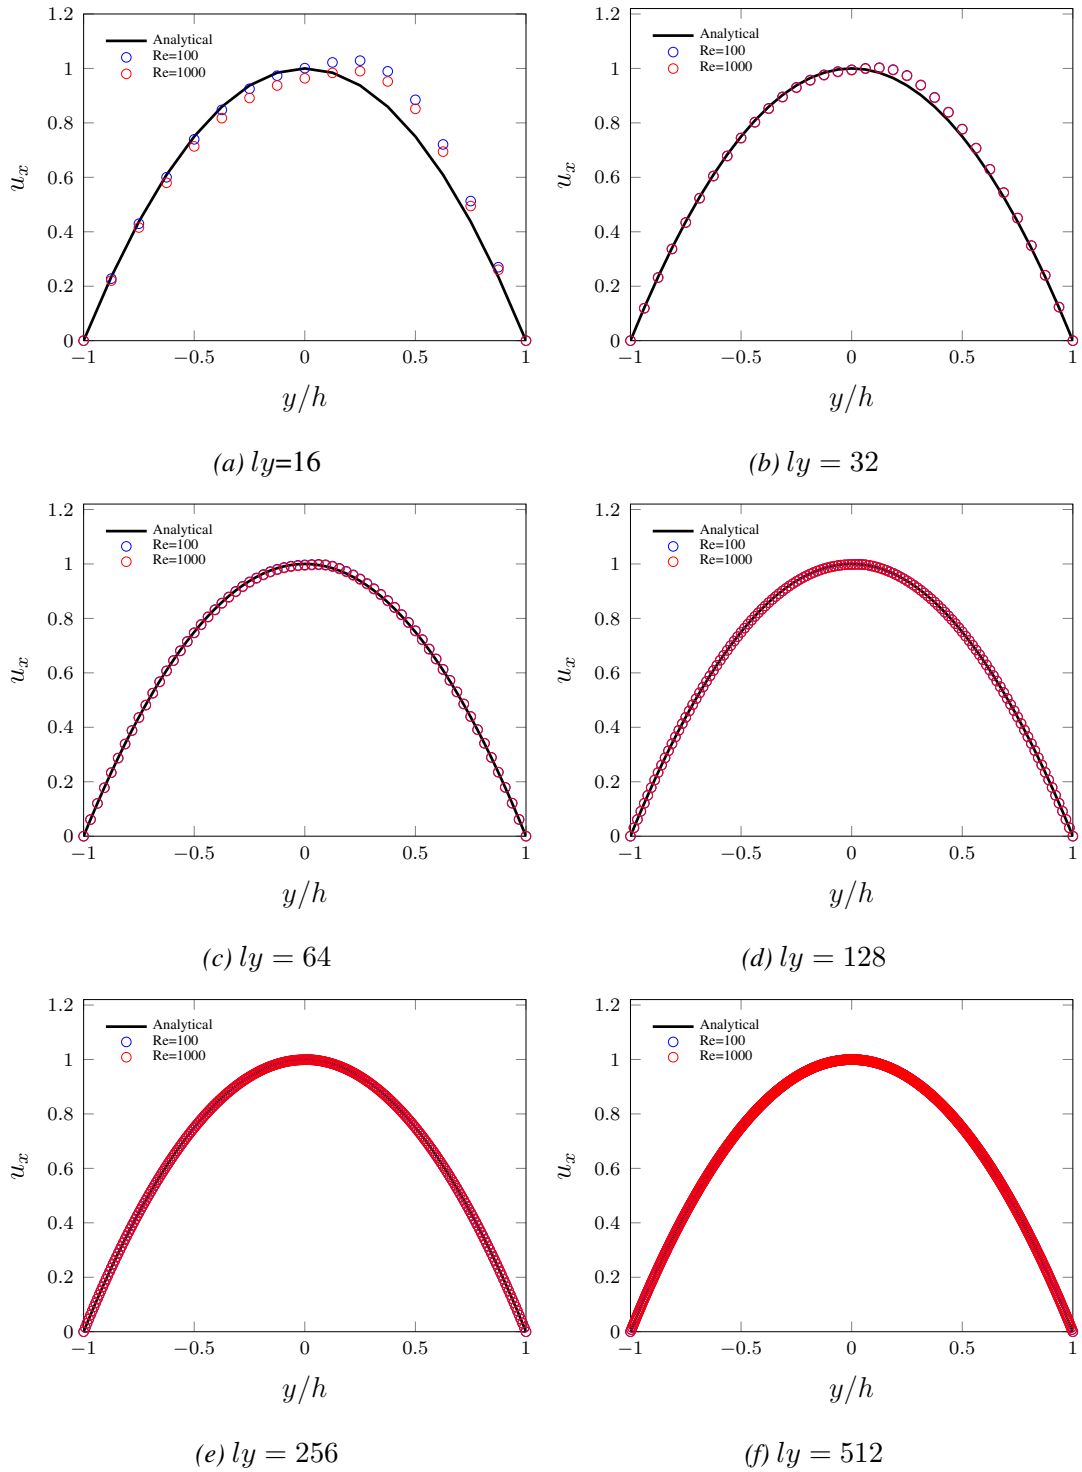 1.2
1
0.8
0.6
0.4
0.2
0
−1
−0.5
0
0.5
1
u_x
y/h
Analytical
Re=100
Re=1000
(a) ly=16
1.2
1
0.8
0.6
0.4
0.2
0
−1
−0.5
0
0.5
1
u_x
y/h
Analytical
Re=100
Re=1000
(b) ly = 32
1.2
1
0.8
0.6
0.4
0.2
0
−1
−0.5
0
0.5
1
u_x
y/h
Analytical
Re=100
Re=1000
(c) ly = 64
1.2
1
0.8
0.6
0.4
0.2
0
−1
−0.5
0
0.5
1
u_x
y/h
Analytical
Re=100
Re=1000
(d) ly = 128
1.2
1
0.8
0.6
0.4
0.2
0
−1
−0.5
0
0.5
1
u_x
y/h
Analytical
Re=100
Re=1000
(e) ly = 256
1.2
1
0.8
0.6
0.4
0.2
0
−1
−0.5
0
0.5
1
u_x
y/h
Analytical
Re=100
Re=1000
(f) ly = 512